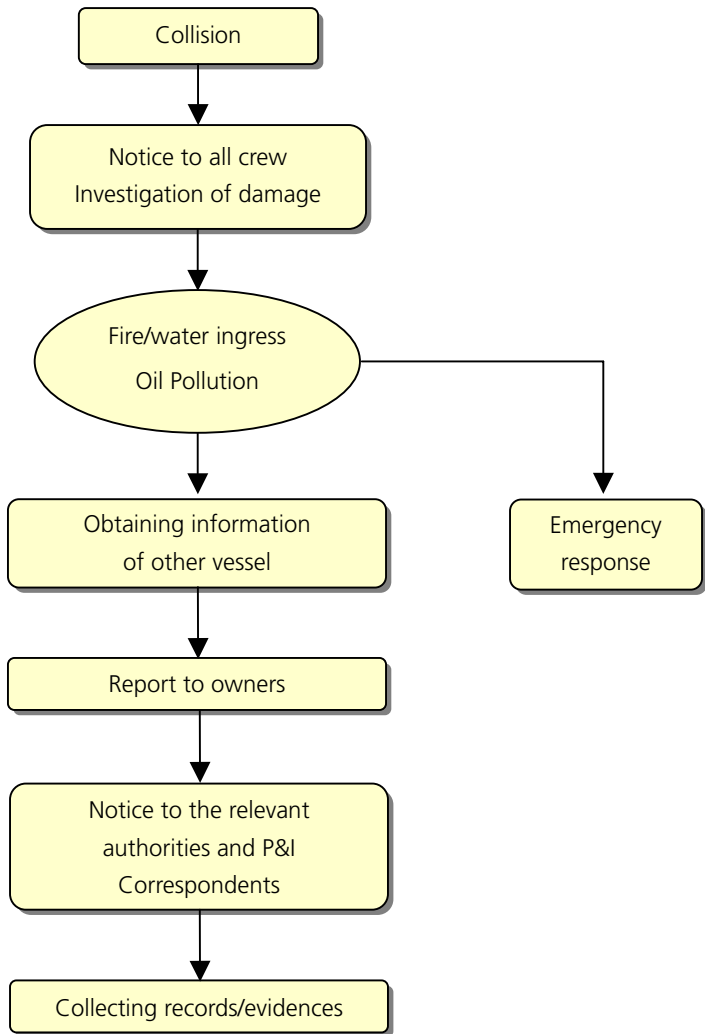 Collision
Notice to all crew
Investigation of damage
Fire/water ingress
Oil Pollution
Obtaining information
of other vessel
Emergency
response
Report to owners
Notice to the relevant
authorities and P&I
Correspondents
Collecting records/evidences